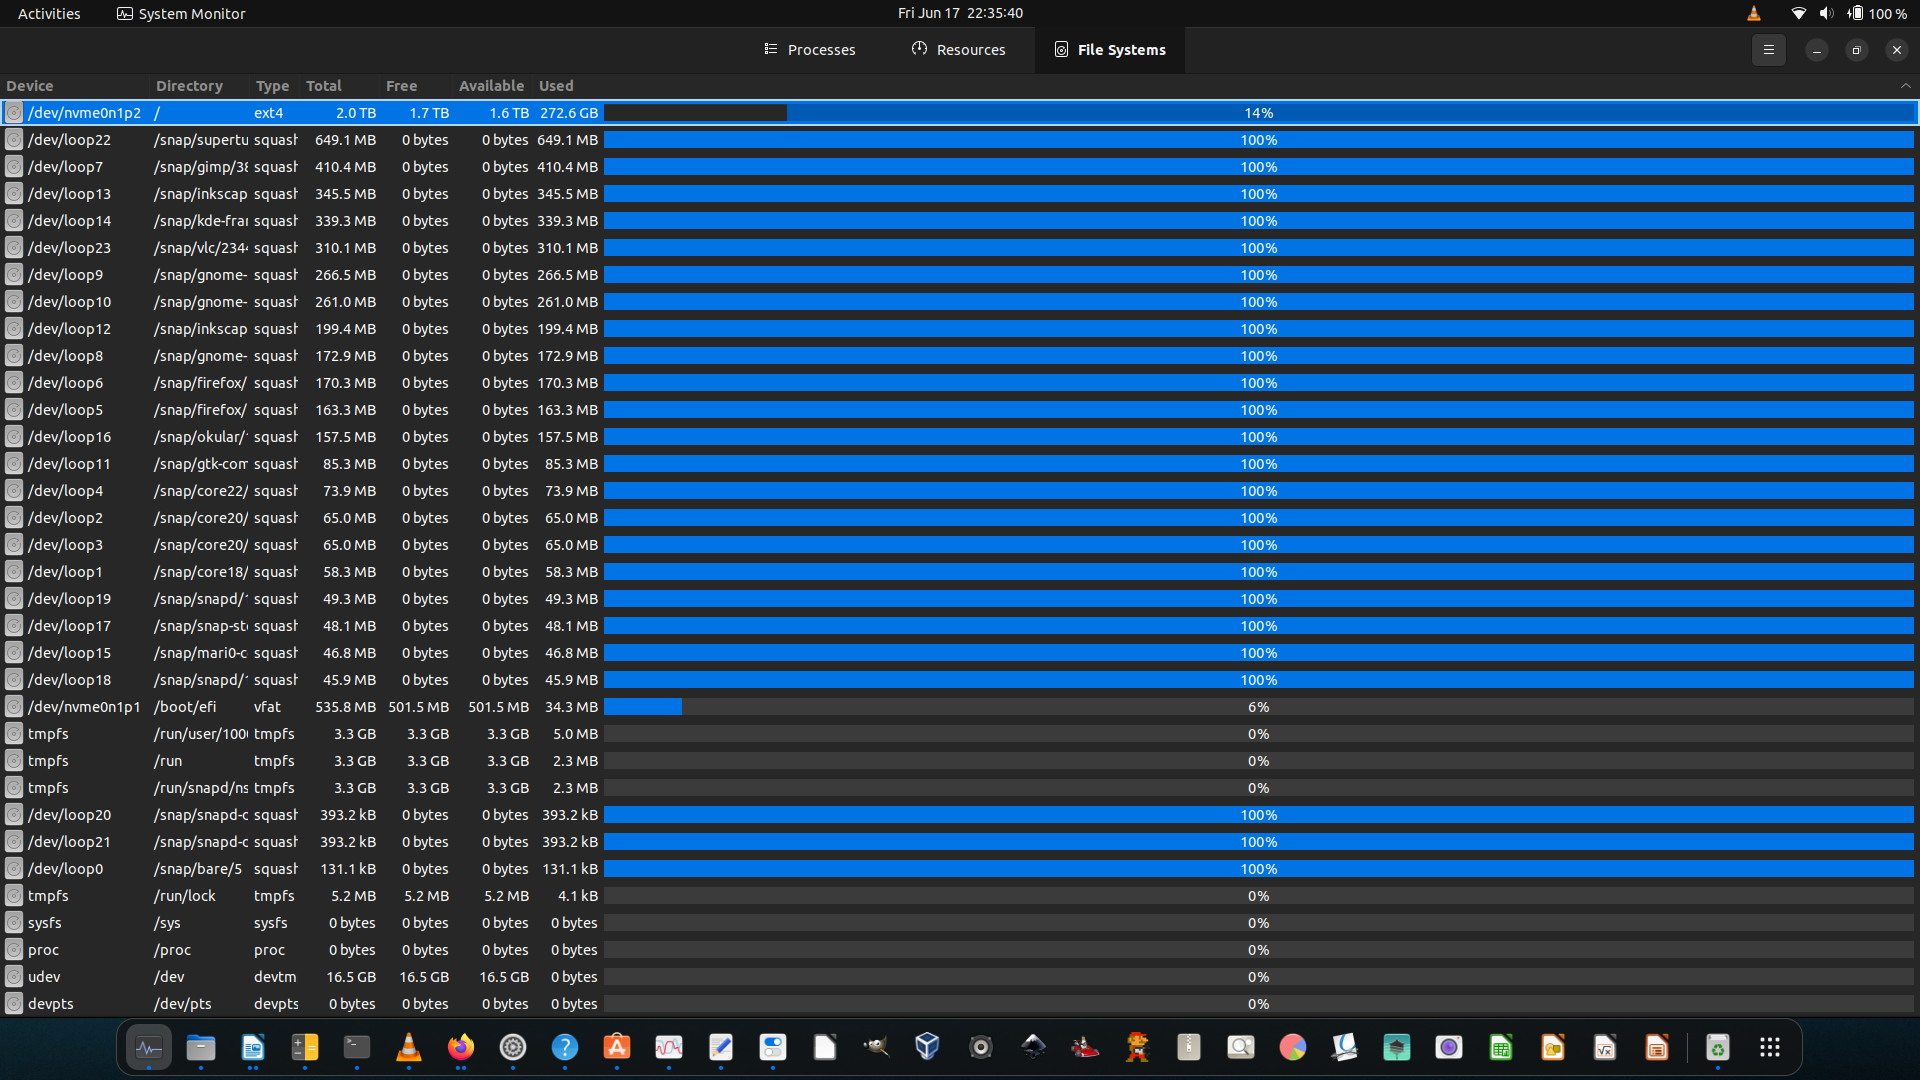 Activities System Monitor Fri Jun 17 22:35:40 100 %
Processes Resources File Systems
Device Directory Type Total Free Available Used
/dev/nvme0n1p2 / ext4 2.0 TB 1.7 TB 1.6 TB 272.6 GB 14%
/dev/loop22 /snap/supertu squash 649.1 MB 0 bytes 0 bytes 649.1 MB 100%
/dev/loop7 /snap/gimp/38 squash 410.4 MB 0 bytes 0 bytes 410.4 MB 100%
/dev/loop13 /snap/inkscap squash 345.5 MB 0 bytes 0 bytes 345.5 MB 100%
/dev/loop14 /snap/kde-fran squash 339.3 MB 0 bytes 0 bytes 339.3 MB 100%
/dev/loop23 /snap/vlc/2344 squash 310.1 MB 0 bytes 0 bytes 310.1 MB 100%
/dev/loop9 /snap/gnome- squash 266.5 MB 0 bytes 0 bytes 266.5 MB 100%
/dev/loop10 /snap/gnome- squash 261.0 MB 0 bytes 0 bytes 261.0 MB 100%
/dev/loop12 /snap/inkscap squash 199.4 MB 0 bytes 0 bytes 199.4 MB 100%
/dev/loop8 /snap/gnome- squash 172.9 MB 0 bytes 0 bytes 172.9 MB 100%
/dev/loop6 /snap/firefox/ squash 170.3 MB 0 bytes 0 bytes 170.3 MB 100%
/dev/loop5 /snap/firefox/ squash 163.3 MB 0 bytes 0 bytes 163.3 MB 100%
/dev/loop16 /snap/okular/1 squash 157.5 MB 0 bytes 0 bytes 157.5 MB 100%
/dev/loop11 /snap/gtk-com squash 85.3 MB 0 bytes 0 bytes 85.3 MB 100%
/dev/loop4 /snap/core22/ squash 73.9 MB 0 bytes 0 bytes 73.9 MB 100%
/dev/loop2 /snap/core20/ squash 65.0 MB 0 bytes 0 bytes 65.0 MB 100%
/dev/loop3 /snap/core20/ squash 65.0 MB 0 bytes 0 bytes 65.0 MB 100%
/dev/loop1 /snap/core18/ squash 58.3 MB 0 bytes 0 bytes 58.3 MB 100%
/dev/loop19 /snap/snapd/1 squash 49.3 MB 0 bytes 0 bytes 49.3 MB 100%
/dev/loop17 /snap/snap-sto squash 48.1 MB 0 bytes 0 bytes 48.1 MB 100%
/dev/loop15 /snap/mari0-c squash 46.8 MB 0 bytes 0 bytes 46.8 MB 100%
/dev/loop18 /snap/snapd/1 squash 45.9 MB 0 bytes 0 bytes 45.9 MB 100%
/dev/nvme0n1p1 /boot/efi vfat 535.8 MB 501.5 MB 501.5 MB 34.3 MB 6%
tmpfs /run/user/1000 tmpfs 3.3 GB 3.3 GB 3.3 GB 5.0 MB 0%
tmpfs /run tmpfs 3.3 GB 3.3 GB 3.3 GB 2.3 MB 0%
tmpfs /run/snapd/ns tmpfs 3.3 GB 3.3 GB 3.3 GB 2.3 MB 0%
/dev/loop20 /snap/snapd-c squash 393.2 kB 0 bytes 0 bytes 393.2 kB 100%
/dev/loop21 /snap/snapd-c squash 393.2 kB 0 bytes 0 bytes 393.2 kB 100%
/dev/loop0 /snap/bare/5 squash 131.1 kB 0 bytes 0 bytes 131.1 kB 100%
tmpfs /run/lock tmpfs 5.2 MB 5.2 MB 5.2 MB 4.1 kB 0%
sysfs /sys sysfs 0 bytes 0 bytes 0 bytes 0 bytes 0%
proc /proc proc 0 bytes 0 bytes 0 bytes 0 bytes 0%
udev /dev devtm 16.5 GB 16.5 GB 16.5 GB 0 bytes 0%
devpts /dev/pts devpts 0 bytes 0 bytes 0 bytes 0 bytes 0%